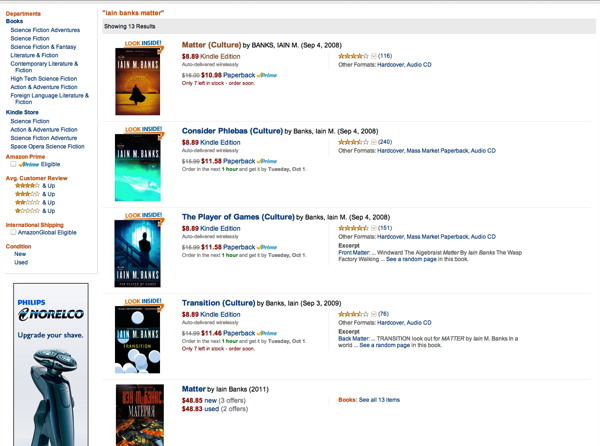 Departments
Books
Science Fiction Adventures
Science Fiction
Science Fiction & Fantasy
Literature & Fiction
Contemporary Literature &
Fiction
High Tech Science Fiction
Action & Adventure Fiction
Foreign Language Literature &
Fiction
Kindle Store
Science Fiction
Action & Adventure Fiction
Science Fiction Adventure
Space Opera Science Fiction
Amazon Prime
Prime Eligible
Avg. Customer Review
& Up
& Up
& Up
& Up
International Shipping
AmazonGlobal Eligible
Condition
New
Used
PHILIPS
NORELCO
Upgrade your shave.
"iain banks matter"
Showing 13 Results
LOOK INSIDE!
IAIN M. BANKS
Matter (Culture) by BANKS, IAIN M. (Sep 4, 2008)
$8.89 Kindle Edition
Auto-delivered wirelessly
$16.99 $10.98 Paperback Prime
Only 7 left in stock - order soon.
(116)
Other Formats: Hardcover, Audio CD
LOOK INSIDE!
IAIN M. BANKS
Consider Phlebas (Culture) by Banks, Iain M. (Sep 4, 2008)
$8.89 Kindle Edition
Auto-delivered wirelessly
$15.99 $11.58 Paperback Prime
Order in the next 1 hour and get it by Tuesday, Oct 1.
(240)
Other Formats: Hardcover, Mass Market Paperback, Audio CD
LOOK INSIDE!
IAIN M. BANKS
THE PLAYER OF GAMES
The Player of Games (Culture) by Banks, Iain M. (Sep 4, 2008)
$8.89 Kindle Edition
Auto-delivered wirelessly
$15.99 $11.58 Paperback Prime
Order in the next 1 hour and get it by Tuesday, Oct 1.
(151)
Other Formats: Hardcover, Mass Market Paperback, Audio CD
Excerpt
Front Matter: ... Windward The Algebraist Matter By Iain Banks The Wasp
Factory Walking ... See a random page in this book.
LOOK INSIDE!
IAIN M. BANKS
TRANSITION
Transition (Culture) by Banks, Iain (Sep 3, 2009)
$8.89 Kindle Edition
Auto-delivered wirelessly
$14.99 $11.46 Paperback Prime
Order in the next 1 hour and get it by Tuesday, Oct 1.
Only 7 left in stock - order soon.
(76)
Other Formats: Hardcover, Audio CD
Excerpt
Back Matter: ... TRANSITION look out for MATTER by Iain M. Banks In a
world ... See a random page in this book.
МАТЕРИЯ
Matter by Iain Banks (2011)
$48.85 new (3 offers)
$48.83 used (2 offers)
Books: See all 13 items